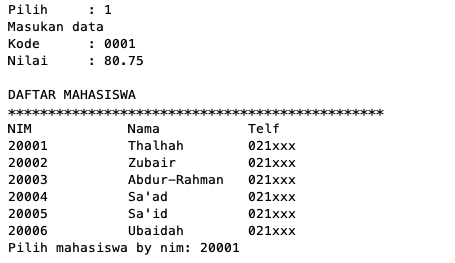 Pilih     : 1
Masukan data
Kode      : 0001
Nilai     : 80.75

DAFTAR MAHASISWA
***********************************************
NIM            Nama           Telf
20001          Thalhah        021xxx
20002          Zubair         021xxx
20003          Abdur-Rahman   021xxx
20004          Sa'ad          021xxx
20005          Sa'id          021xxx
20006          Ubaidah        021xxx
Pilih mahasiswa by nim: 20001